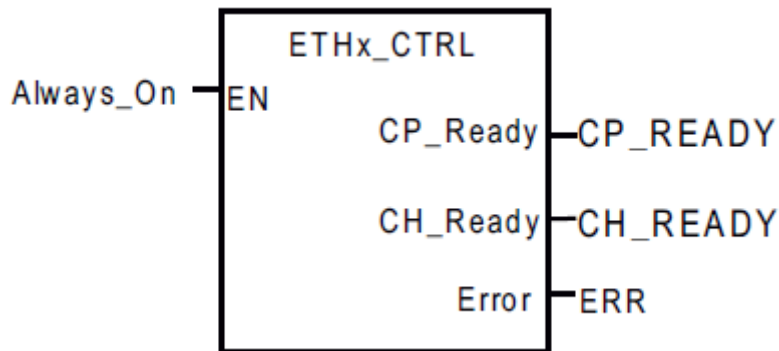 ETHx_CTRL
Always_On EN
CP_Ready CP_READY
CH_Ready CH_READY
Error ERR